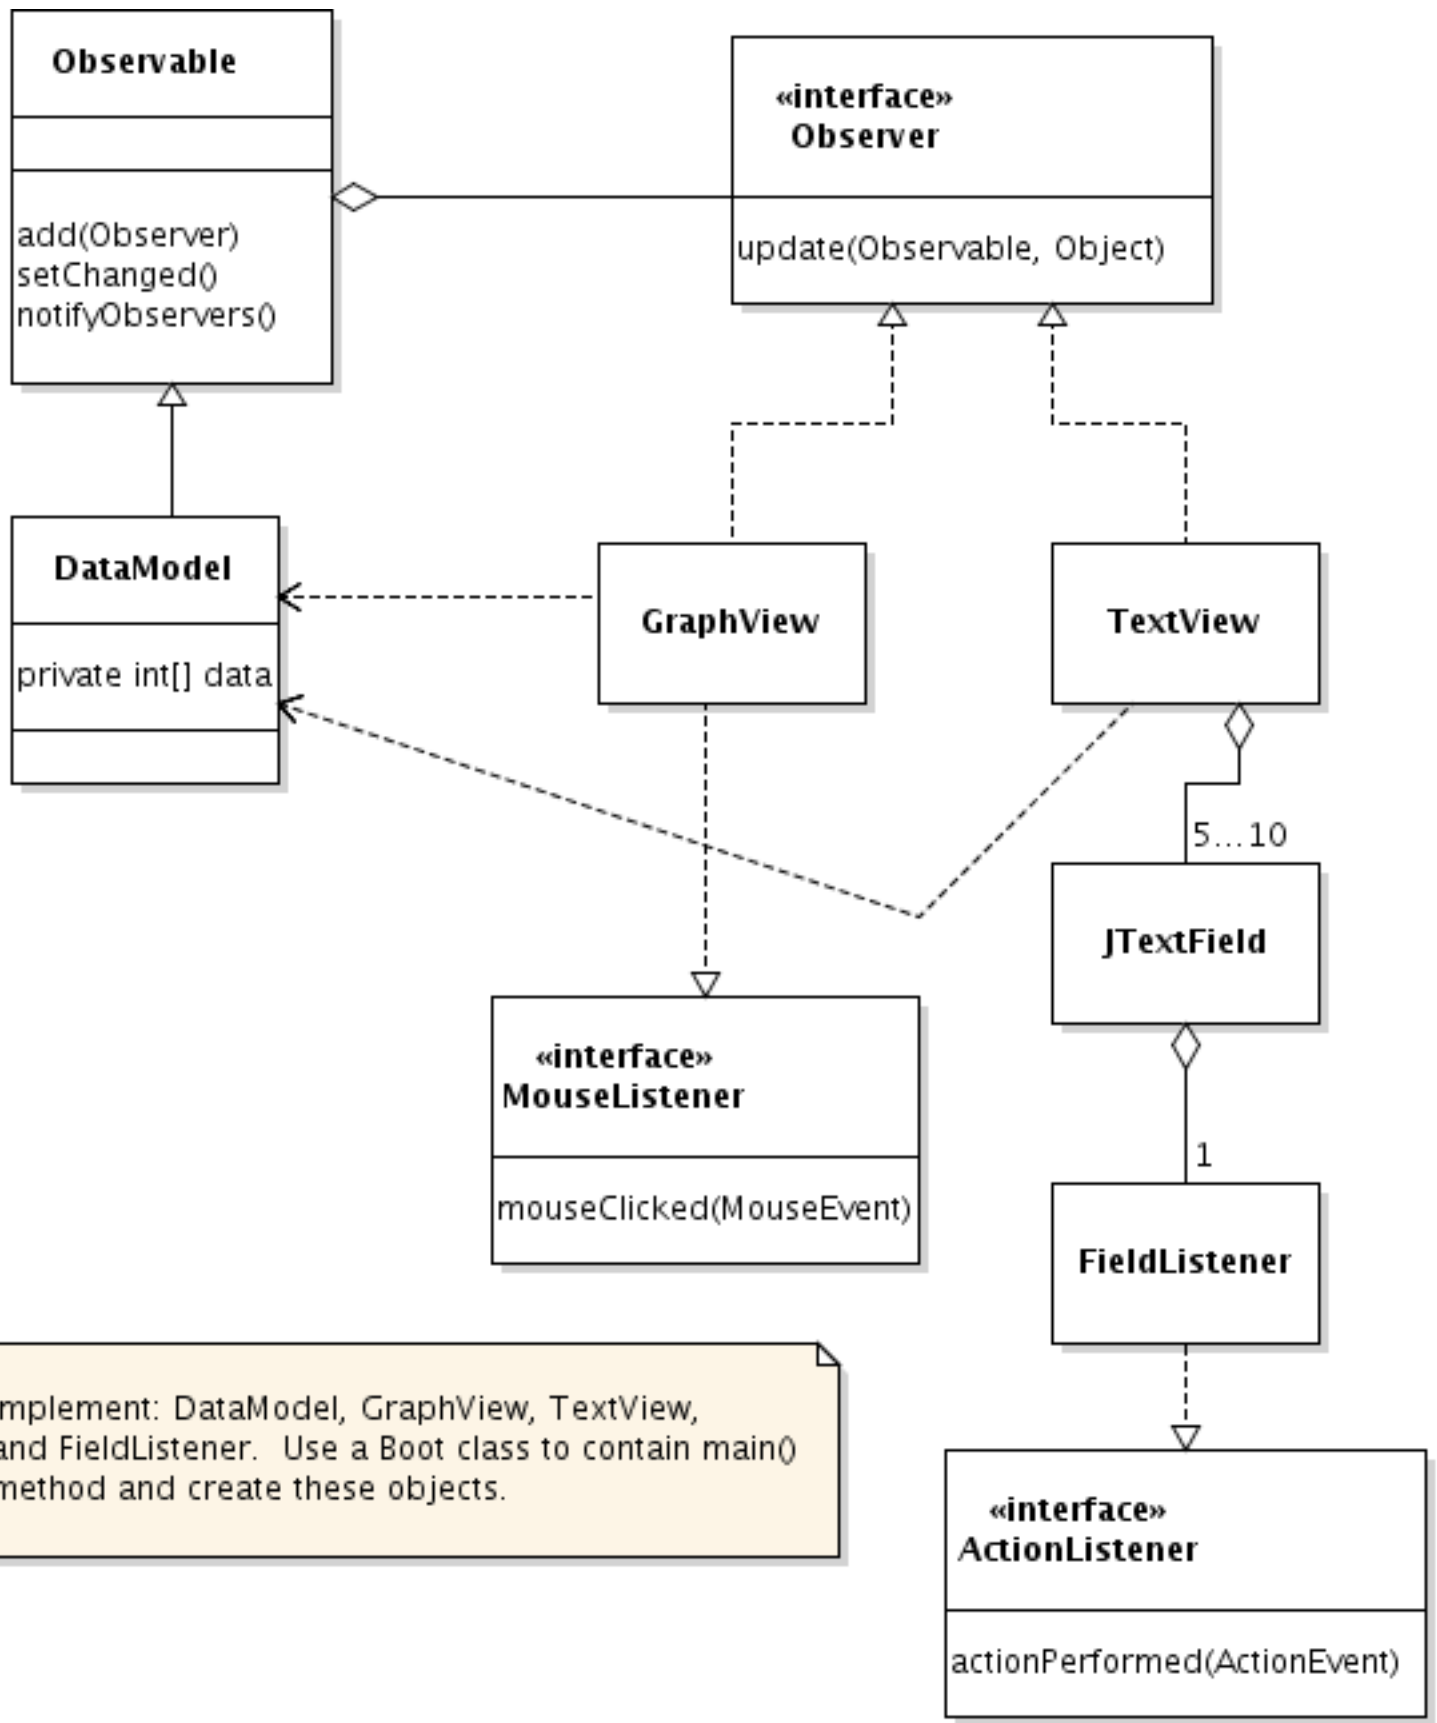 Observable
add(Observer)
setChanged()
notifyObservers()
«interface»
Observer
update(Observable, Object)
DataModel
private int[] data
GraphView
TextView
5...10
JTextField
«interface»
MouseListener
mouseClicked(MouseEvent)
1
FieldListener
mplement: DataModel, GraphView, TextView,
and FieldListener.  Use a Boot class to contain main()
method and create these objects.
«interface»
ActionListener
actionPerformed(ActionEvent)